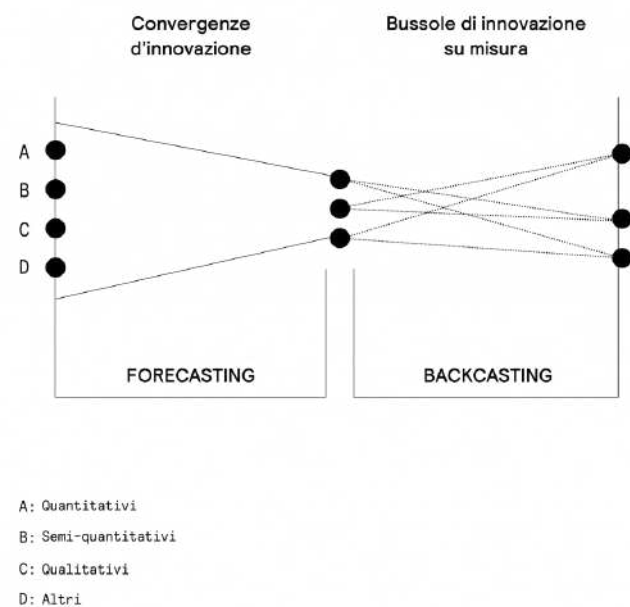 Convergenze
d'innovazione
Bussole di innovazione
su misura
A
B
C
D
FORECASTING
BACKCASTING
A: Quantitativi
B: Semi-quantitativi
C: Qualitativi
D: Altri